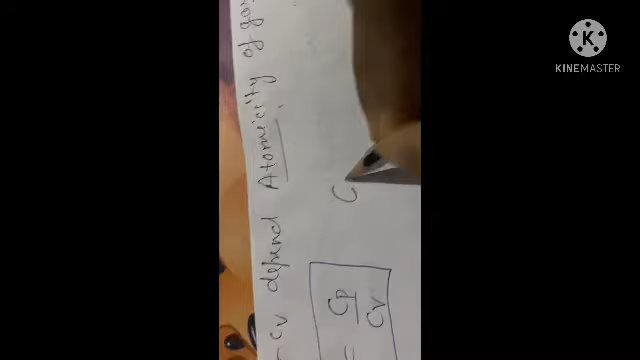 - Cv depend Atomicity of gas
= Cp/Cv
C
KINEMASTER